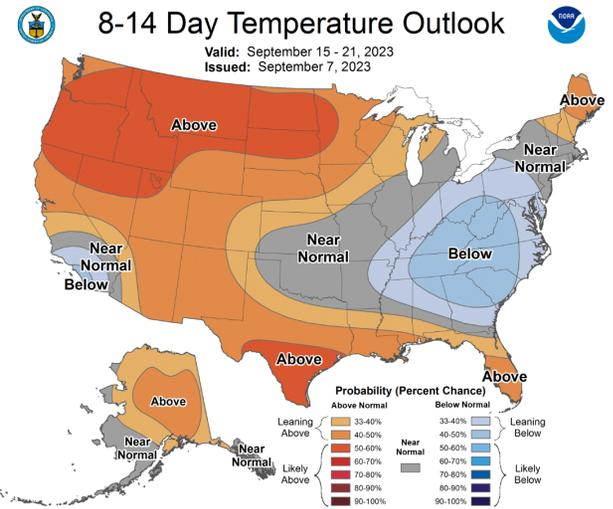 8-14 Day Temperature Outlook
Valid: September 15 - 21, 2023
Issued: September 7, 2023
NOAA
Above
Above
Near
Normal
Near
Normal
Near
Normal
Below
Below
Above
Above
Above
Near
Normal
Near
Normal
Probability (Percent Chance)
Above Normal
Below Normal
Leaning
Above
33-40%
40-50%
Likely
Above
50-60%
60-70%
70-80%
80-90%
90-100%
Near
Normal
33-40%
40-50%
Leaning
Below
50-60%
60-70%
70-80%
80-90%
90-100%
Likely
Below